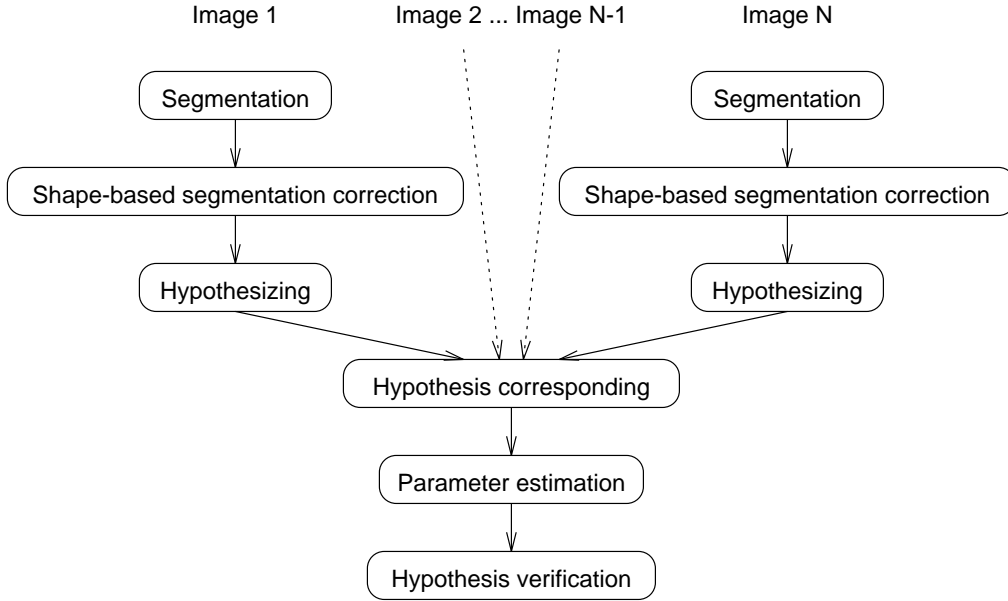 Image 1
Image 2 ... Image N-1
Image N
Segmentation
Segmentation
Shape-based segmentation correction
Shape-based segmentation correction
Hypothesizing
Hypothesizing
Hypothesis corresponding
Parameter estimation
Hypothesis verification